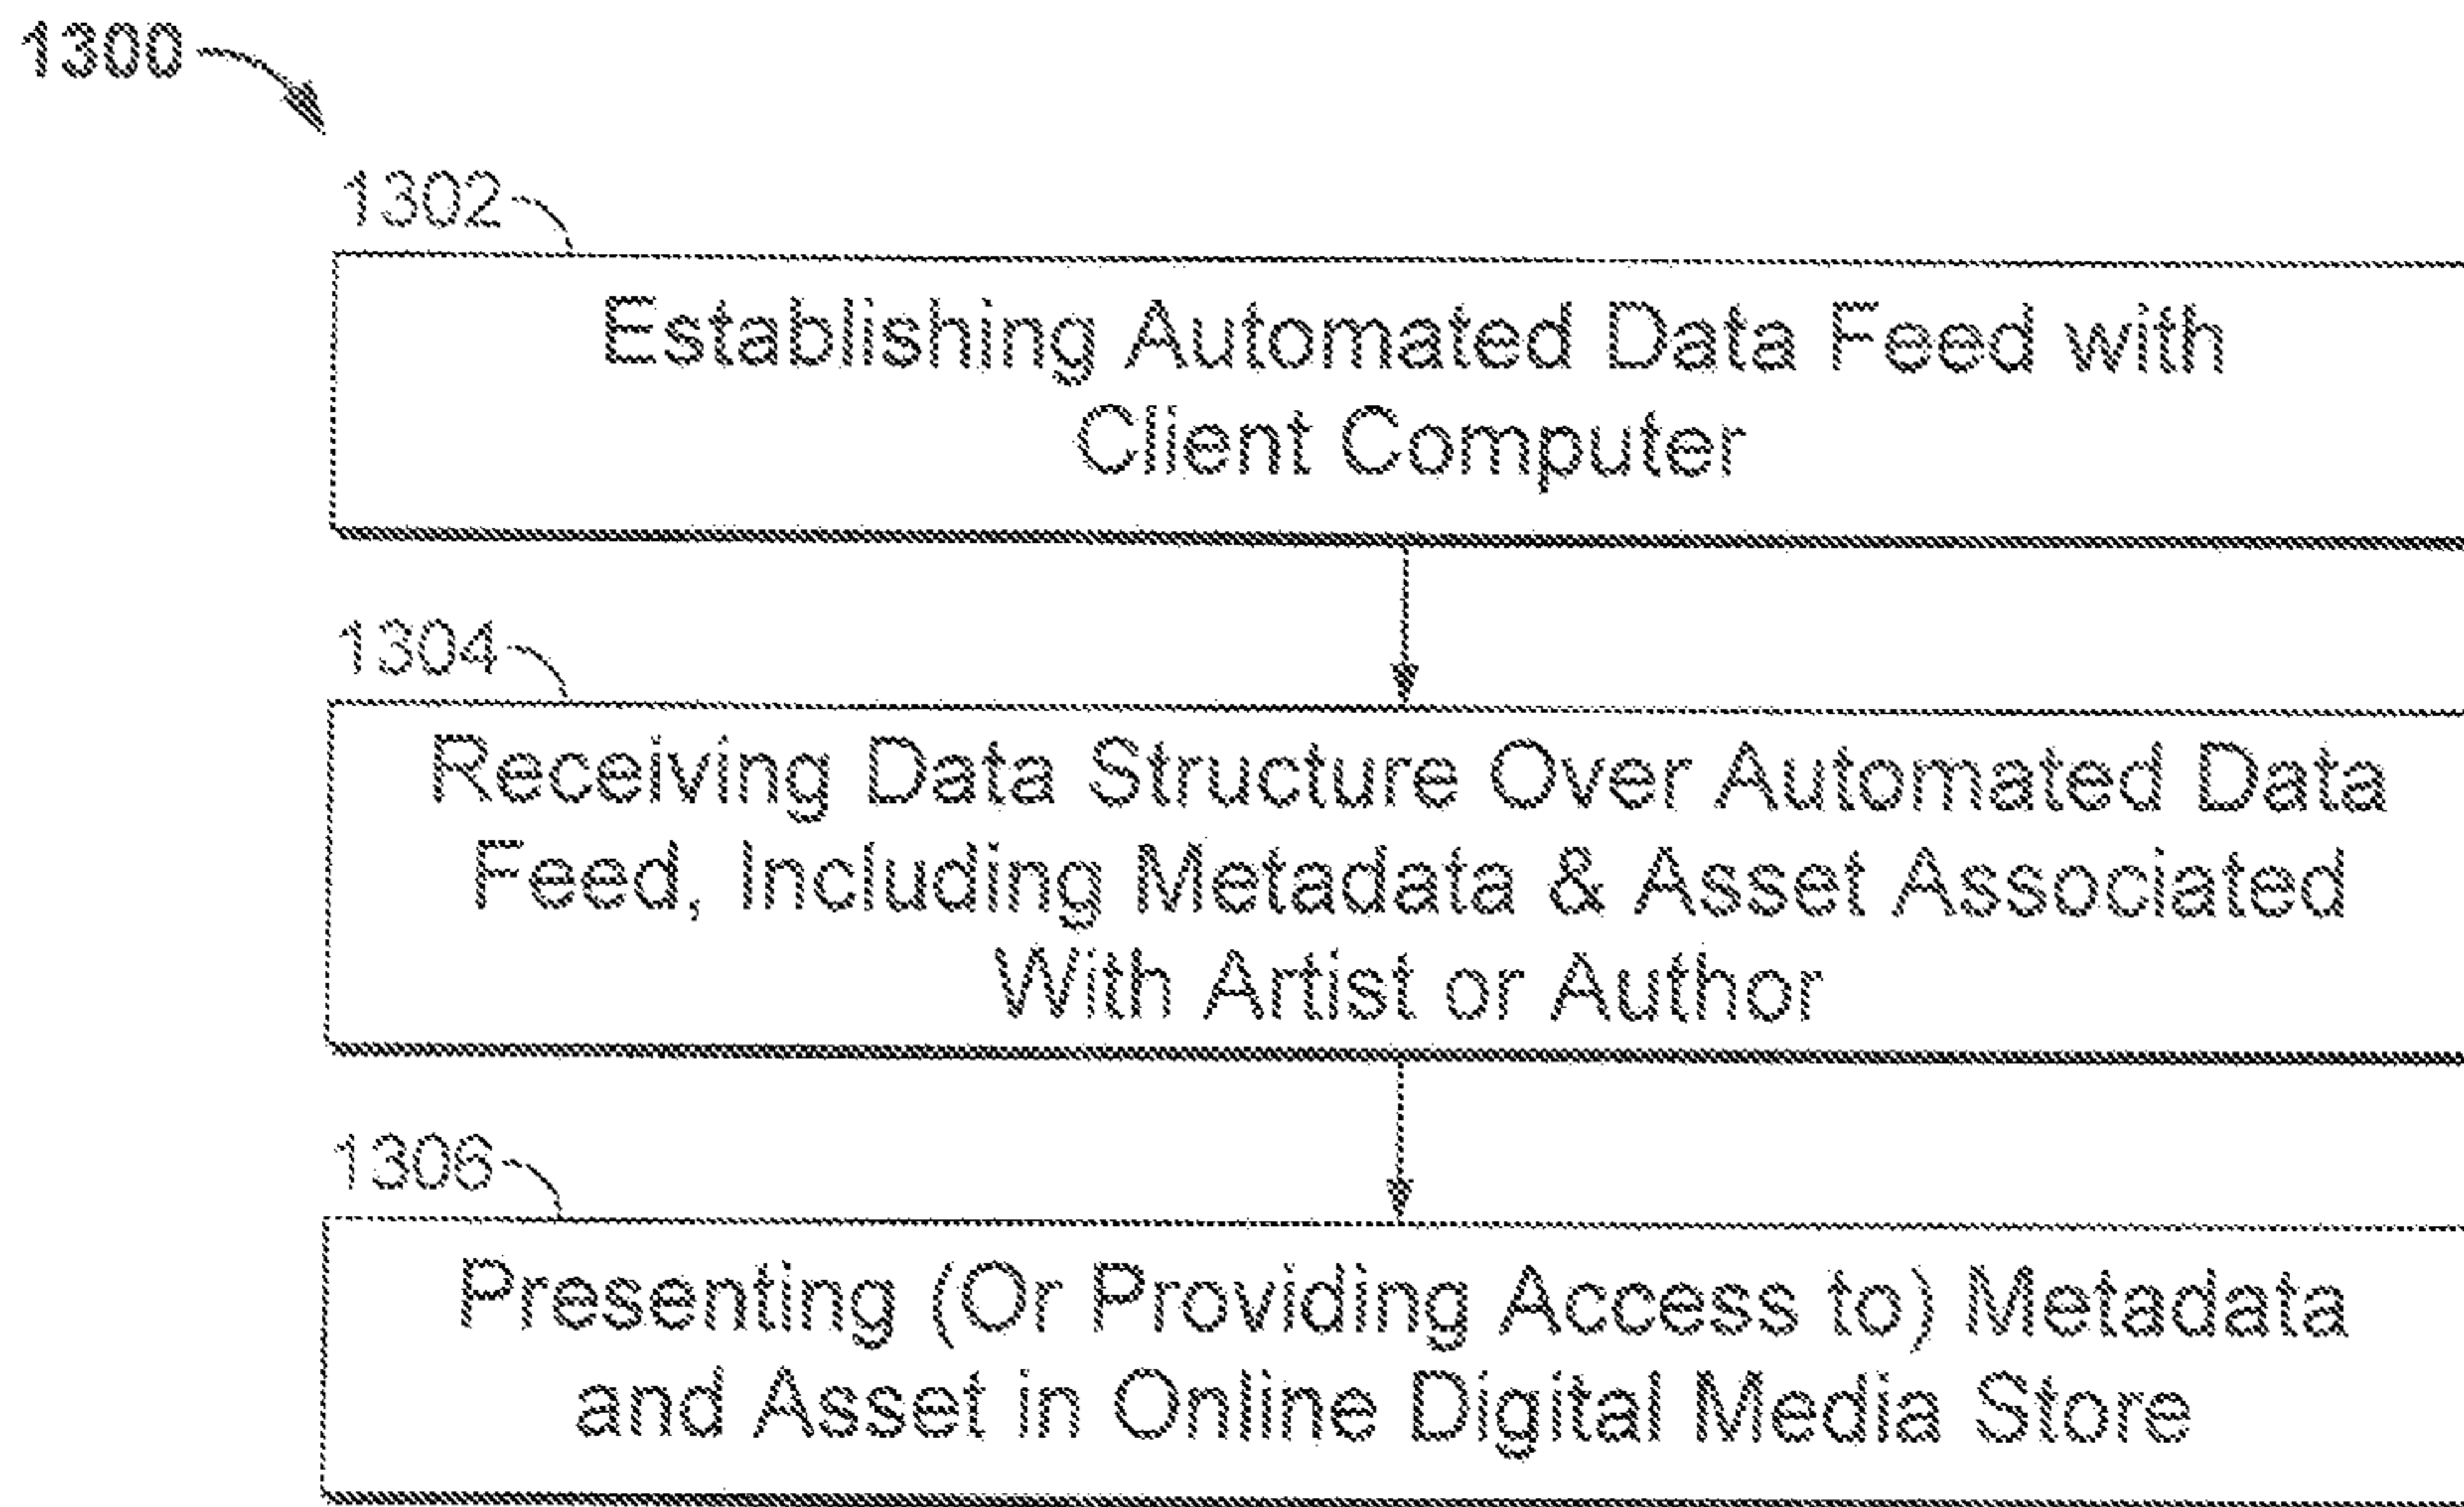 1300
1302
Establishing Automated Data Feed with
Client Computer
1304
Receiving Data Structure Over Automated Data
Feed, Including Metadata & Asset Associated
With Artist or Author
1306
Presenting (Or Providing Access to) Metadata
and Asset in Online Digital Media Store